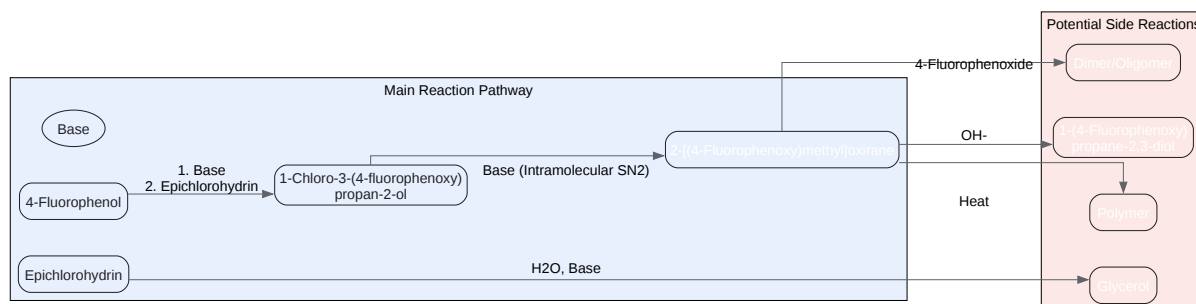 Potential Side Reactions
Dimer/Oligomer
4-Fluorophenoxide
Main Reaction Pathway
Base
OH-
1-(4-Fluorophenoxy)
propane-2,3-diol
2-[(4-Fluorophenoxy)methyl]oxirane
1. Base
2. Epichlorohydrin
Base (Intramolecular SN2)
1-Chloro-3-(4-fluorophenoxy)
propan-2-ol
4-Fluorophenol
Heat
Polymer
Epichlorohydrin
H2O, Base
Glycerol